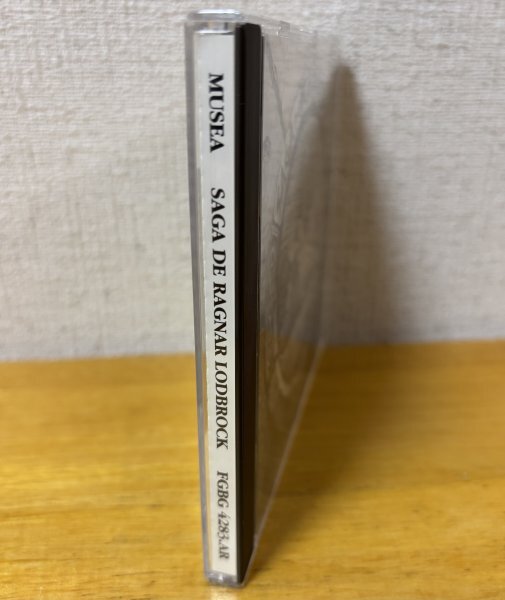 MUSEA SAGA DE RAGNAR LODBROCK FGBG 4283.AR